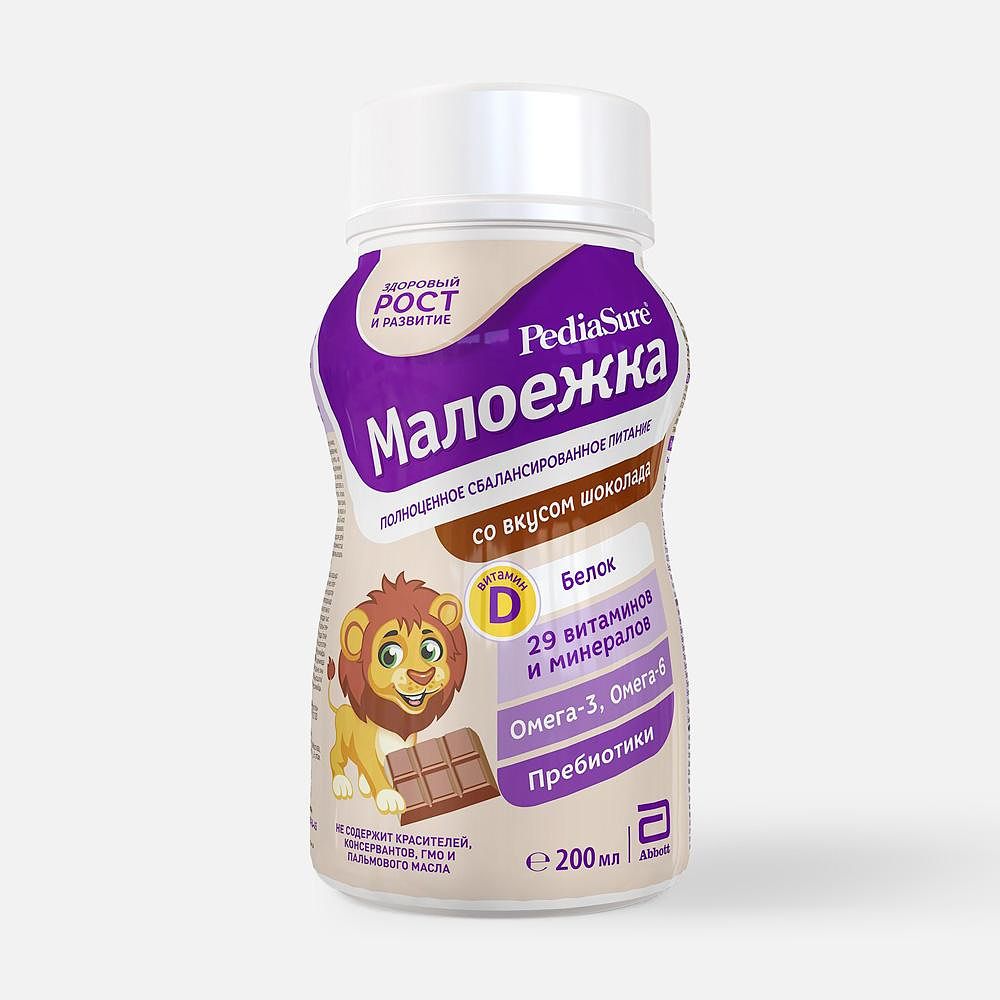 ЗДОРОВЫЙ
РОСТ
И РАЗВИТИЕ
PediaSure®
Малоежка
ПОЛНОЦЕННОЕ СБАЛАНСИРОВАННОЕ ПИТАНИЕ
СО ВКУСОМ ШОКОЛАДА
ВИТАМИН
D
Белок
29 витаминов
и минералов
Омега-3, Омега-6
Пребиотики
НЕ СОДЕРЖИТ КРАСИТЕЛЕЙ,
КОНСЕРВАНТОВ, ГМО И
ПАЛЬМОВОГО МАСЛА
℮ 200 мл
Abbott